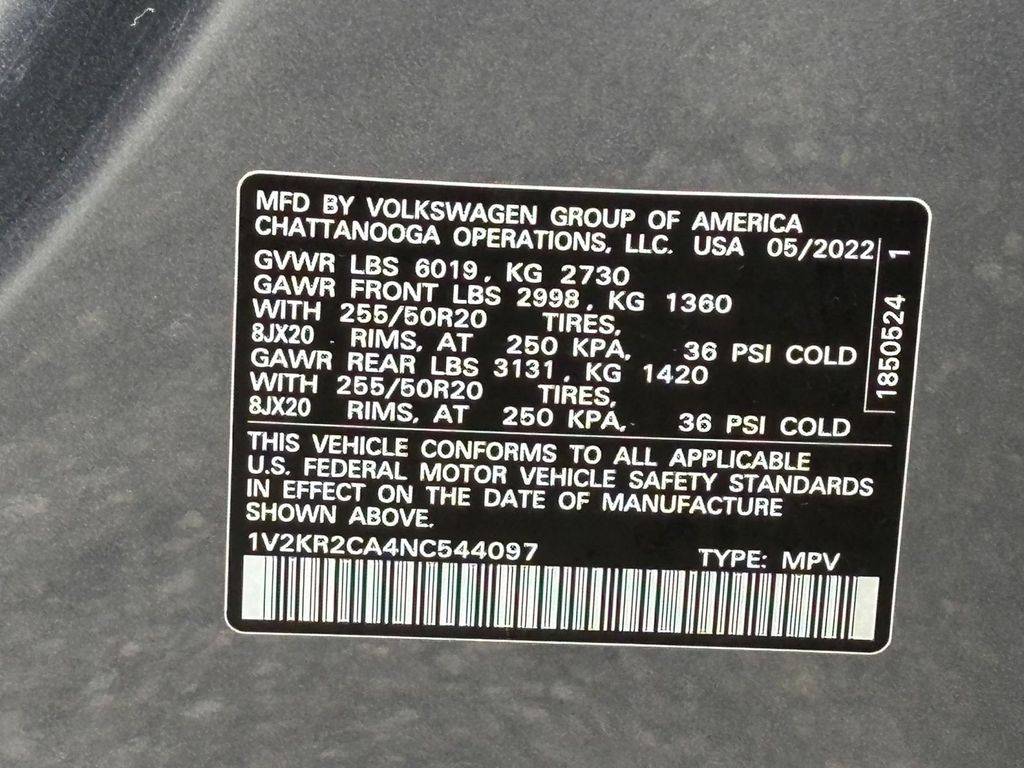 MFD BY VOLKSWAGEN GROUP OF AMERICA
CHATTANOOGA OPERATIONS, LLC. USA 05/2022
GVWR LBS 6019, KG 2730
GAWR FRONT LBS 2998, KG 1360
WITH 255/50R20 TIRES,
8JX20 RIMS, AT 250 KPA, 36 PSI COLD
GAWR REAR LBS 3131, KG 1420
WITH 255/50R20 TIRES,
8JX20 RIMS, AT 250 KPA, 36 PSI COLD
1850524 1
THIS VEHICLE CONFORMS TO ALL APPLICABLE
U.S. FEDERAL MOTOR VEHICLE SAFETY STANDARDS
IN EFFECT ON THE DATE OF MANUFACTURE
SHOWN ABOVE.
1V2KR2CA4NC544097 TYPE: MPV